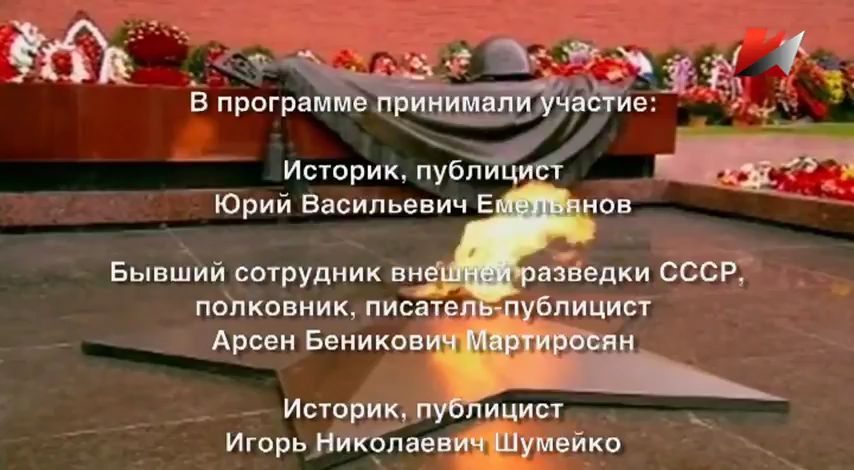 В программе принимали участие:
Историк, публицист
Юрий Васильевич Емельянов
Бывший сотрудник внешней разведки СССР,
полковник, писатель-публицист
Арсен Беникович Мартиросян
Историк, публицист
Игорь Николаевич Шумейко